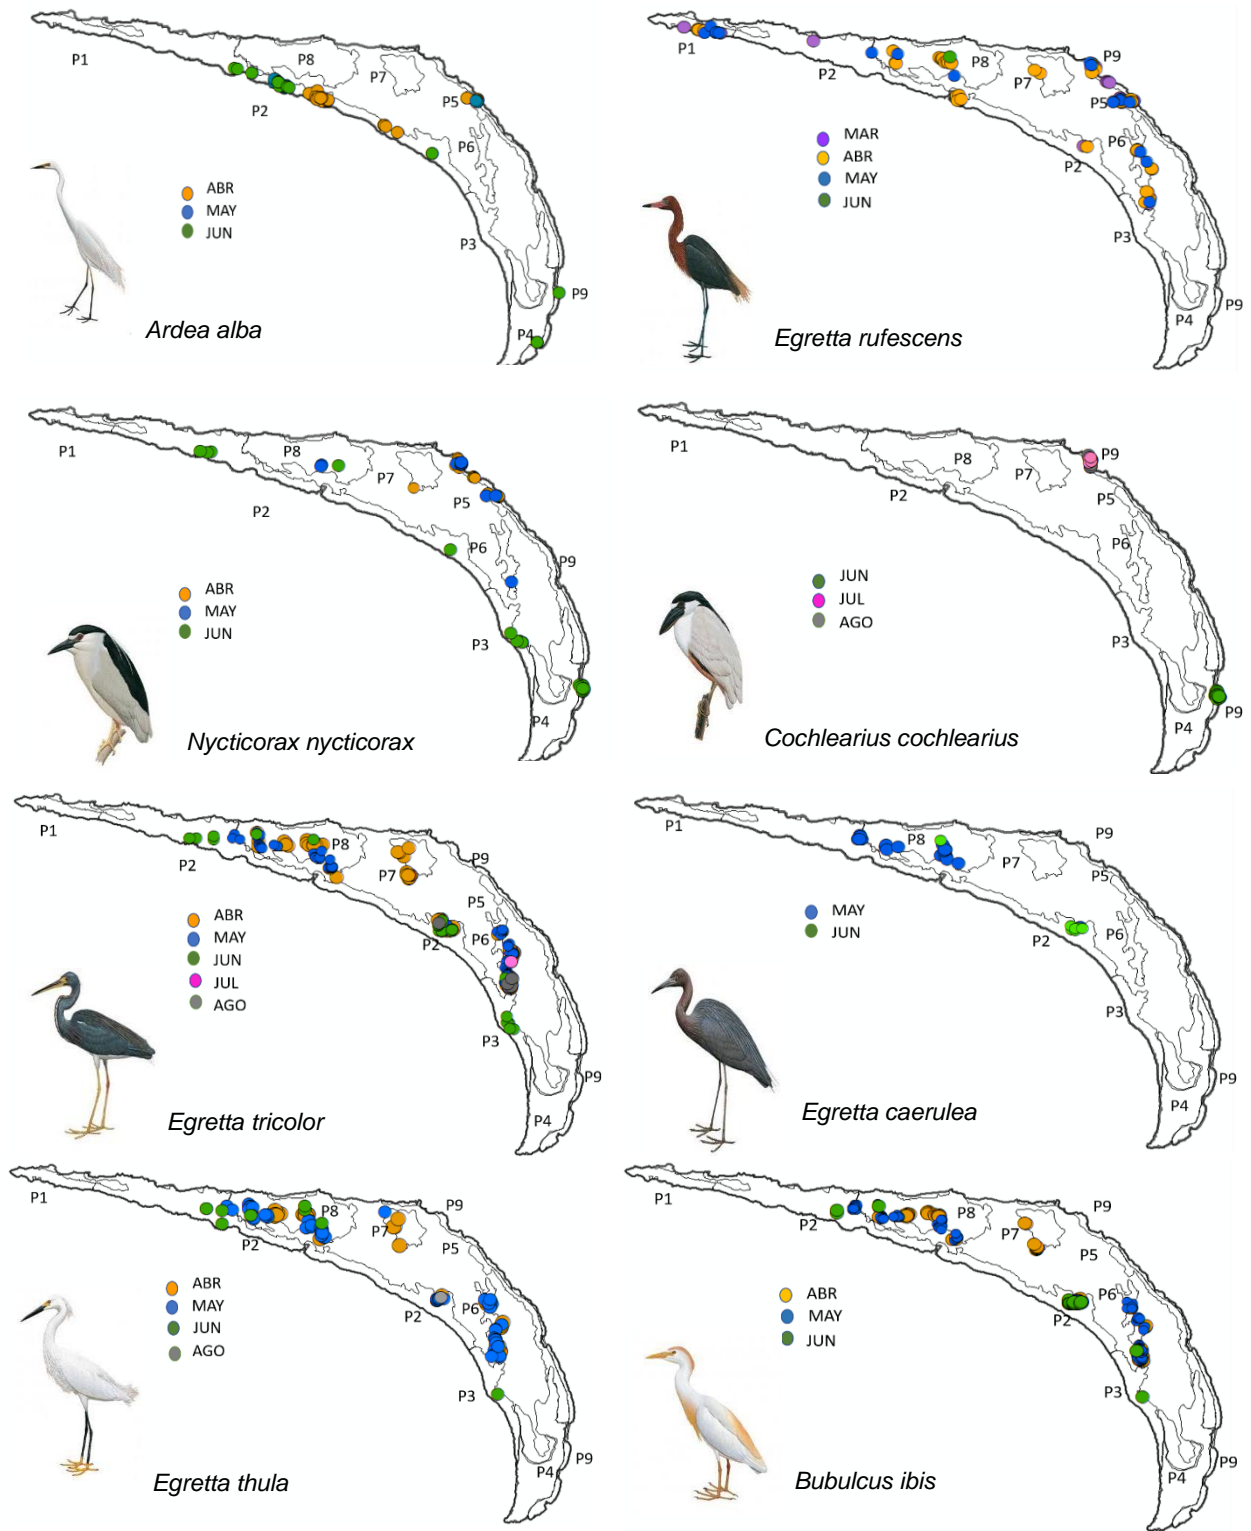 P1
P8
P7
P2
P5
P6
ABR
MAY
JUN
P3
P9
P4
Ardea alba
P1
P9
P2
P8
P7
P5
MAR
ABR
MAY
JUN
P6
P2
P3
P9
P4
Egretta rufescens
P1
P8
P7
P5
P2
P6
P9
ABR
MAY
JUN
P3
P4
Nycticorax nycticorax
P1
P9
P8
P7
P5
P2
P6
JUN
JUL
AGO
P3
P9
P4
Cochlearius cochlearius
P1
P8
P2
P9
P7
P5
ABR
MAY
JUN
JUL
AGO
P2
P6
P3
P9
P4
Egretta tricolor
P1
P8
P9
P7
P5
MAY
JUN
P2
P6
P3
P9
P4
Egretta caerulea
P1
P8
P9
P7
P2
P5
ABR
MAY
JUN
AGO
P2
P6
P3
P9
P4
Egretta thula
P1
P2
P8
P9
P7
P5
ABR
MAY
JUN
P6
P2
P3
P9
P4
Bubulcus ibis